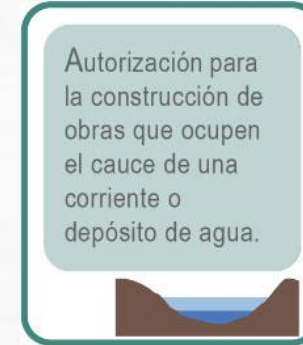 Autorización para
la construcción de
obras que ocupen
el cauce de una
corriente o
depósito de agua.